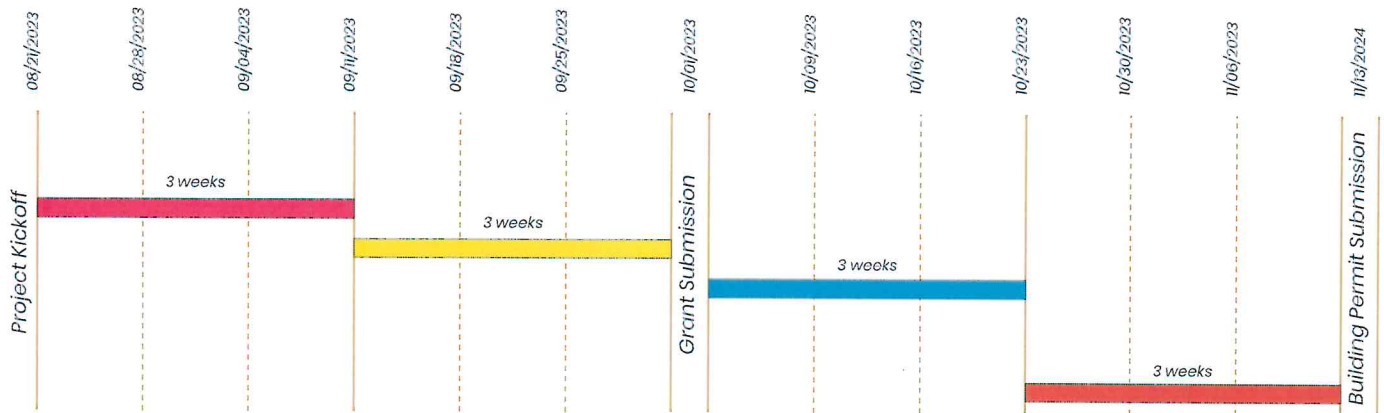 08/21/2023
08/28/2023
09/04/2023
09/11/2023
09/18/2023
09/25/2023
10/01/2023
10/09/2023
10/16/2023
10/23/2023
10/30/2023
11/06/2023
11/13/2024
Project Kickoff
3 weeks
3 weeks
Grant Submission
3 weeks
3 weeks
Building Permit Submission